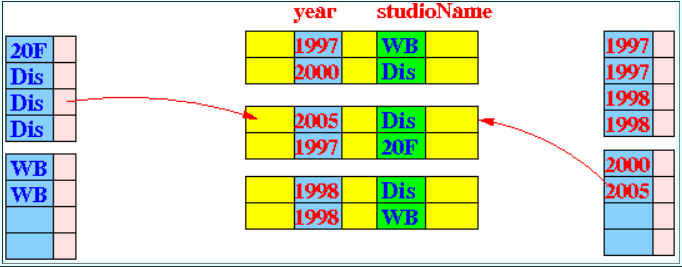 year studioName
20F
Dis
Dis
Dis
WB
WB
1997 WB
2000 Dis
2005 Dis
1997 20F
1998 Dis
1998 WB
1997
1997
1998
1998
2000
2005